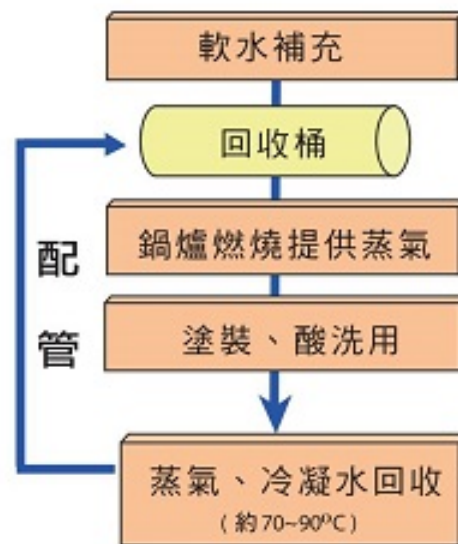 軟水補充
回收桶
鍋爐燃燒提供蒸氣
塗裝、酸洗用
蒸氣、冷凝水回收
(約70~90ºC)
配
管